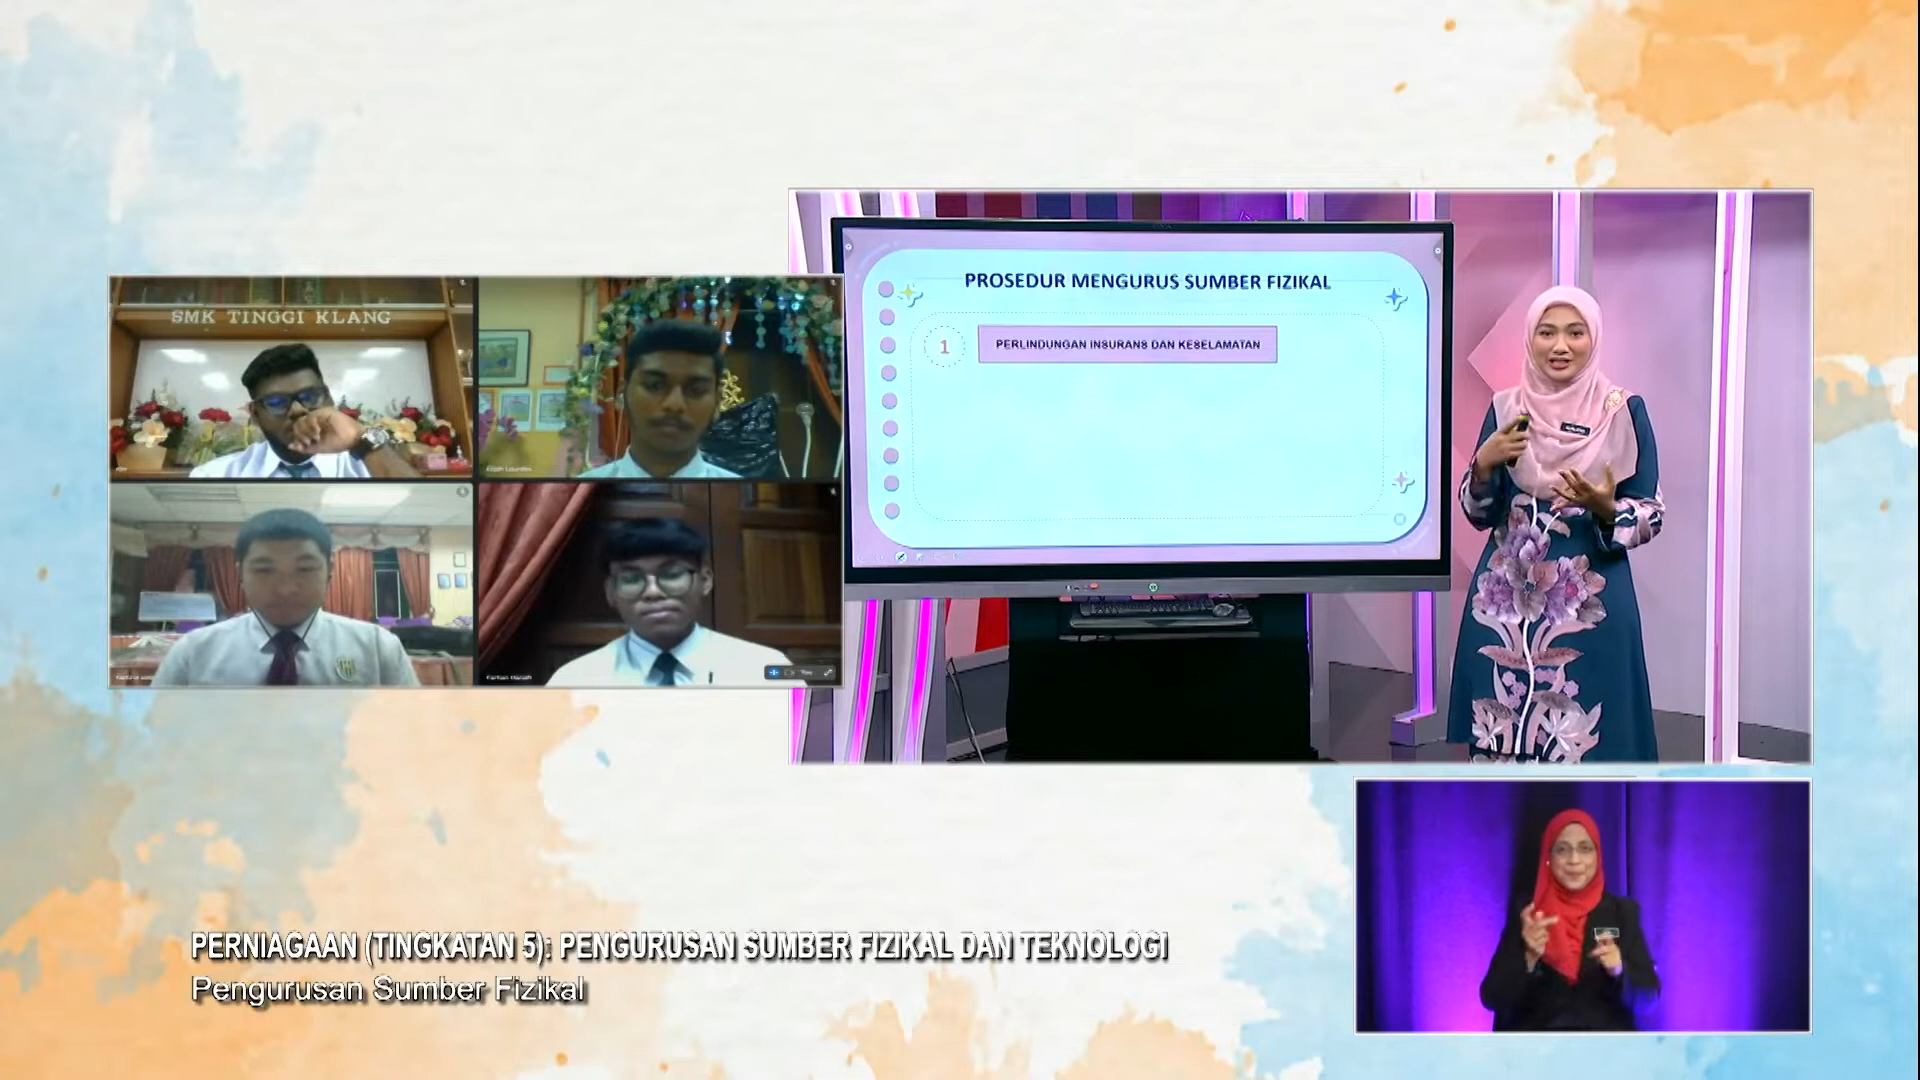 SMK TINGGI KLANG
PROSEDUR MENGURUS SUMBER FIZIKAL
1
PERLINDUNGAN INSURANS DAN KESELAMATAN
PERNIAGAAN (TINGKATAN 5): PENGURUSAN SUMBER FIZIKAL DAN TEKNOLOGI
Pengurusan Sumber Fizikal